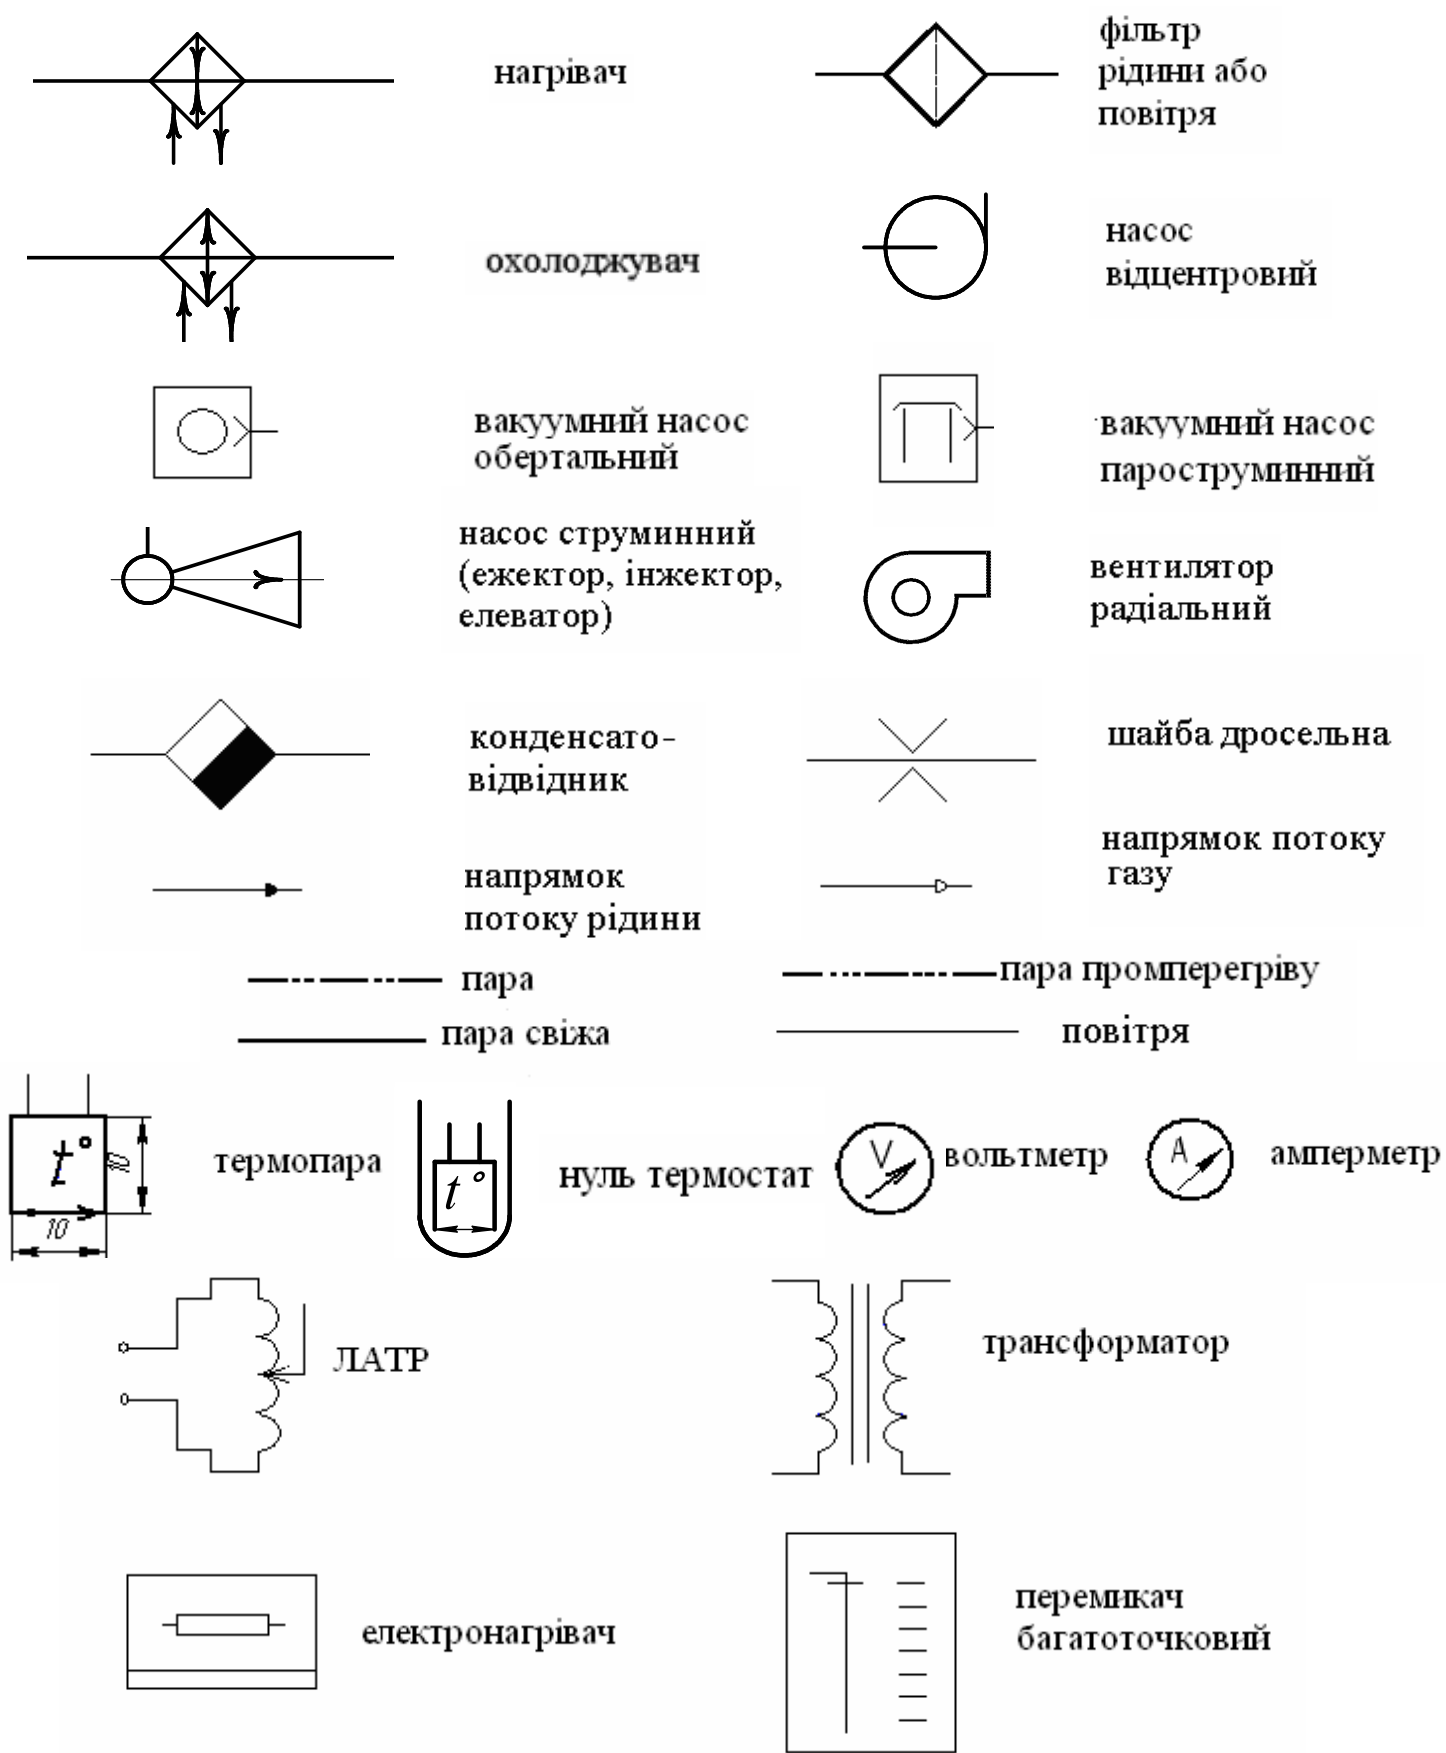 нагрівач
фільтр
рідини або
повітря
охолоджувач
насос
відцентровий
вакуумний насос
обертальний
вакуумний насос
пароструминний
насос струминний
(ежектор, інжектор,
елеватор)
вентилятор
радіальний
конденсато-
відвідник
шайба дросельна
напрямок
потоку рідини
напрямок потоку
газу
пара
пара промперегріву
пара свіжа
повітря
t°
10
10
термопара
t°
нуль термостат
V
вольтметр
A
амперметр
ЛАТР
трансформатор
електронагрівач
перемикач
багатоточковий